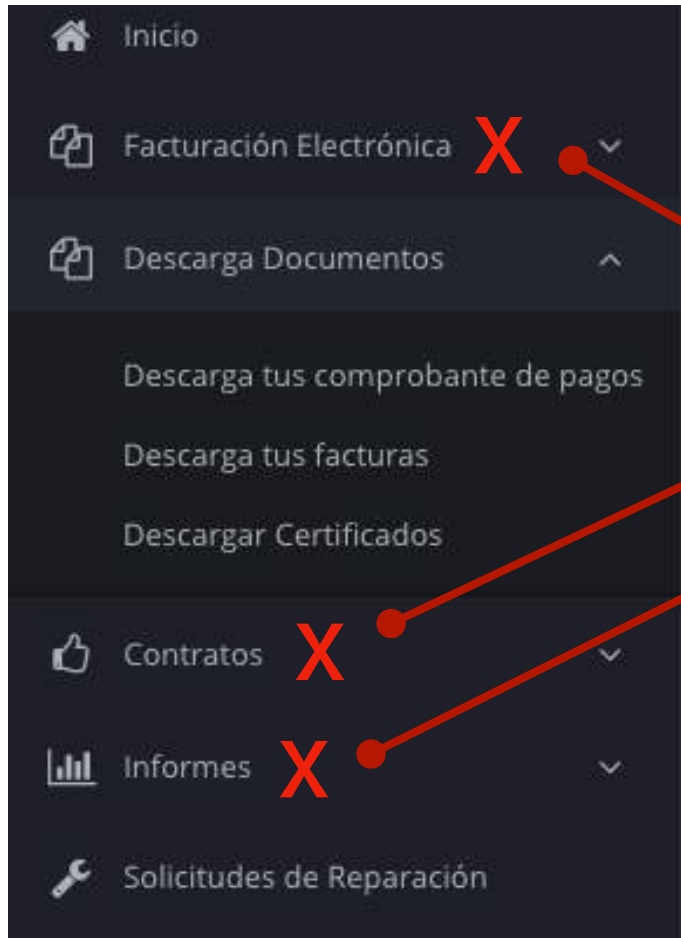 Inicio
Facturación Electrónica X
Descarga Documentos
Descarga tus comprobante de pagos
Descarga tus facturas
Descargar Certificados
Contratos X
Informes X
Solicitudes de Reparación